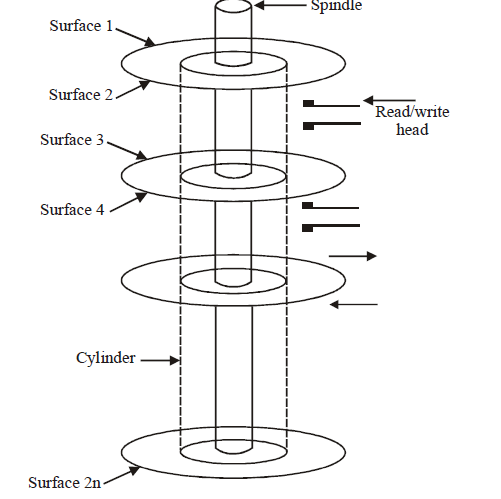 Spindle
Surface 1
Surface 2
Read/write
head
Surface 3
Surface 4
Cylinder
Surface 2n